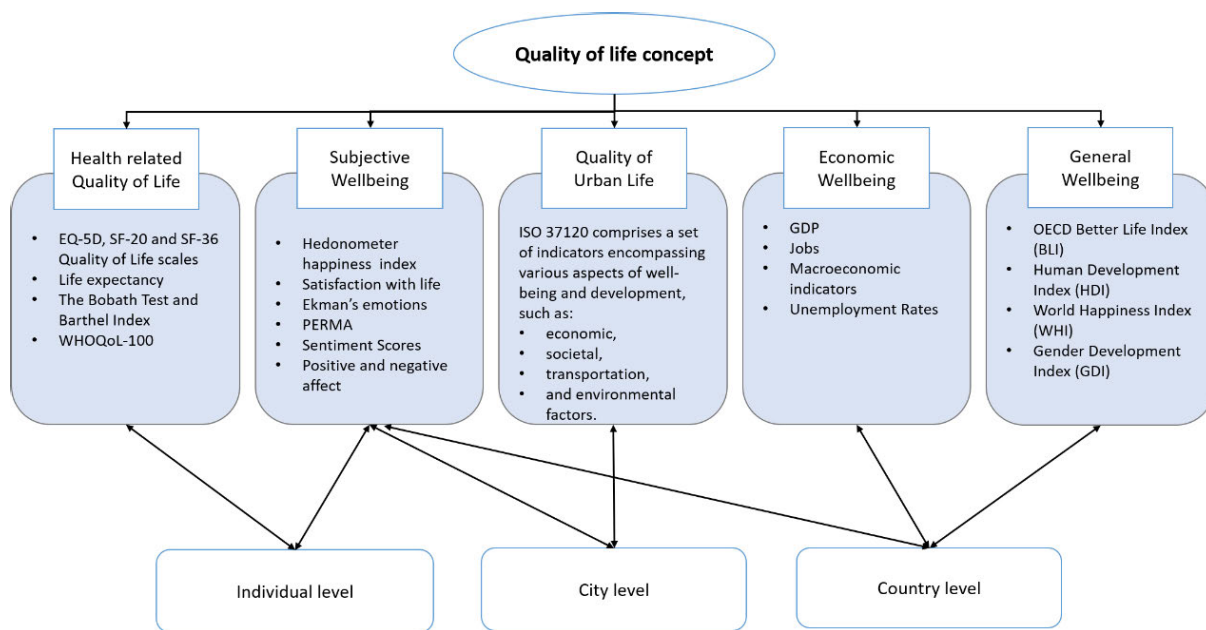 Quality of life concept
Health related
Quality of Life
• EQ-5D, SF-20 and SF-36
Quality of Life scales
• Life expectancy
• The Bobath Test and
Barthel Index
• WHOQoL-100
Subjective
Wellbeing
• Hedonometer
happiness index
• Satisfaction with life
• Ekman's emotions
• PERMA
• Sentiment Scores
• Positive and negative
affect
Quality of
Urban Life
ISO 37120 comprises a set
of indicators encompassing
various aspects of well-
being and development,
such as:
• economic,
• societal,
• transportation,
• and environmental
factors.
Economic
Wellbeing
• GDP
• Jobs
• Macroeconomic
indicators
• Unemployment Rates
General
Wellbeing
• OECD Better Life Index
(BLI)
• Human Development
Index (HDI)
• World Happiness Index
(WHI)
• Gender Development
Index (GDI)
Individual level
City level
Country level